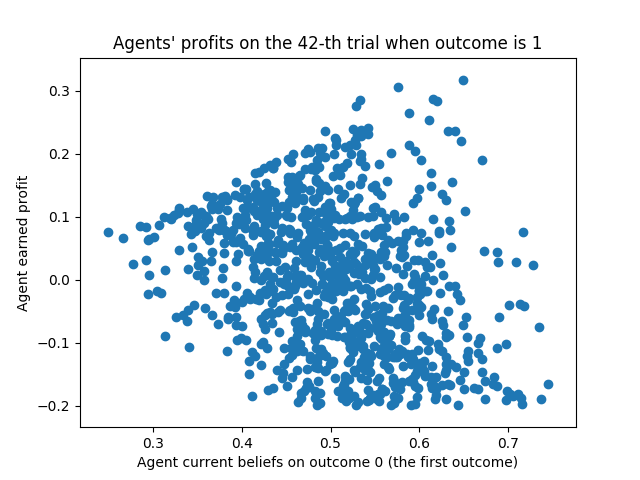 Agents' profits on the 42-th trial when outcome is 1
Agent earned profit
0.3
0.2
0.1
0.0
−0.1
−0.2
0.3 0.4 0.5 0.6 0.7
Agent current beliefs on outcome 0 (the first outcome)